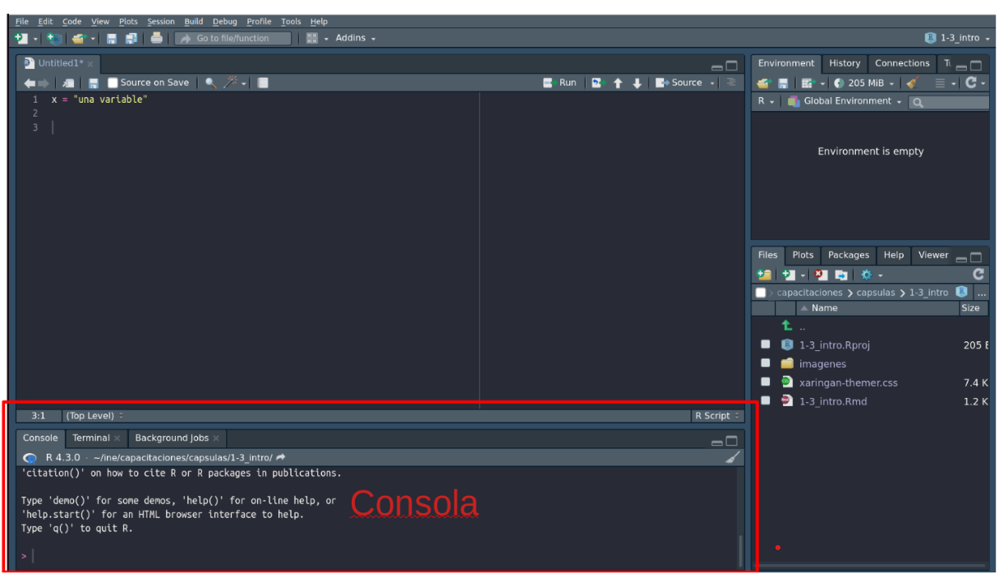 File Edit Code View Plots Session Build Debug Profile Tools Help
Go to file/function Addins 1-3_intro
Untitled1*
Source on Save Run Source
1 x = "una variable"
2
3
3:1 (Top Level) R Script
Console Terminal Background Jobs
R 4.3.0 · ~/ine/capacitaciones/capsulas/1-3_intro/
'citation()' on how to cite R or R packages in publications.
Type 'demo()' for some demos, 'help()' for on-line help, or
'help.start()' for an HTML browser interface to help.
Type 'q()' to quit R.
>
Consola
Environment History Connections
205 MiB
R Global Environment
Environment is empty
Files Plots Packages Help Viewer
capacitaciones capsulas 1-3_intro ...
Name Size
..
1-3_intro.Rproj 205
imagenes
xaringan-themer.css 7.4 K
1-3_intro.Rmd 1.2 K